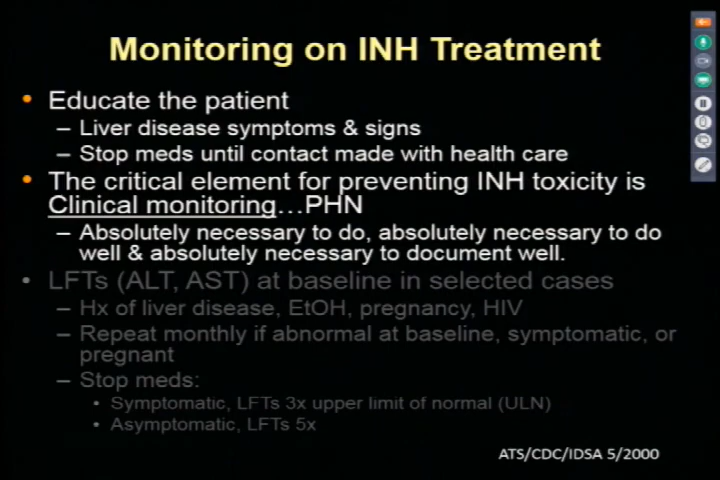 Monitoring on INH Treatment
• Educate the patient
– Liver disease symptoms & signs
– Stop meds until contact made with health care
• The critical element for preventing INH toxicity is
Clinical monitoring…PHN
– Absolutely necessary to do, absolutely necessary to do
well & absolutely necessary to document well.
• LFTs (ALT, AST) at baseline in selected cases
– Hx of liver disease, EtOH, pregnancy, HIV
– Repeat monthly if abnormal at baseline, symptomatic, or
pregnant
– Stop meds:
• Symptomatic, LFTs 3x upper limit of normal (ULN)
• Asymptomatic, LFTs 5x
ATS/CDC/IDSA 5/2000